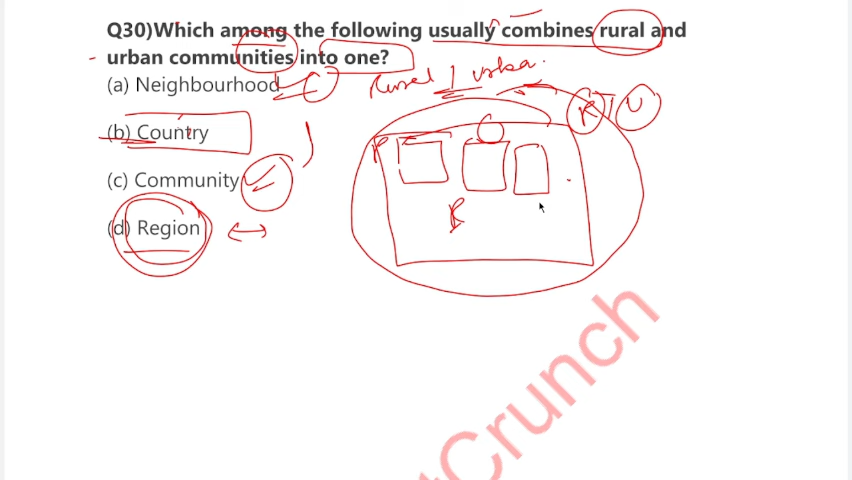 Q30)Which among the following usually combines rural and
urban communities into one?
Rural / urban.
(a) Neighbourhood
R U
(b) Country
R
(c) Community
R
(d) Region
tCrunch